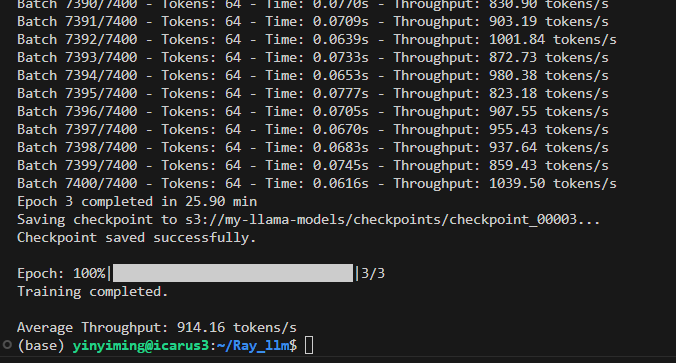 Batch 7390/7400 - Tokens: 64 - Time: 0.0770s - Throughput: 830.90 tokens/s
Batch 7391/7400 - Tokens: 64 - Time: 0.0709s - Throughput: 903.19 tokens/s
Batch 7392/7400 - Tokens: 64 - Time: 0.0639s - Throughput: 1001.84 tokens/s
Batch 7393/7400 - Tokens: 64 - Time: 0.0733s - Throughput: 872.73 tokens/s
Batch 7394/7400 - Tokens: 64 - Time: 0.0653s - Throughput: 980.38 tokens/s
Batch 7395/7400 - Tokens: 64 - Time: 0.0777s - Throughput: 823.18 tokens/s
Batch 7396/7400 - Tokens: 64 - Time: 0.0705s - Throughput: 907.55 tokens/s
Batch 7397/7400 - Tokens: 64 - Time: 0.0670s - Throughput: 955.43 tokens/s
Batch 7398/7400 - Tokens: 64 - Time: 0.0683s - Throughput: 937.64 tokens/s
Batch 7399/7400 - Tokens: 64 - Time: 0.0745s - Throughput: 859.43 tokens/s
Batch 7400/7400 - Tokens: 64 - Time: 0.0616s - Throughput: 1039.50 tokens/s
Epoch 3 completed in 25.90 min
Saving checkpoint to s3://my-llama-models/checkpoints/checkpoint_00003...
Checkpoint saved successfully.
Epoch: 100%| |3/3
Training completed.
Average Throughput: 914.16 tokens/s
(base) yinyiming@icarus3:~/Ray_llm$